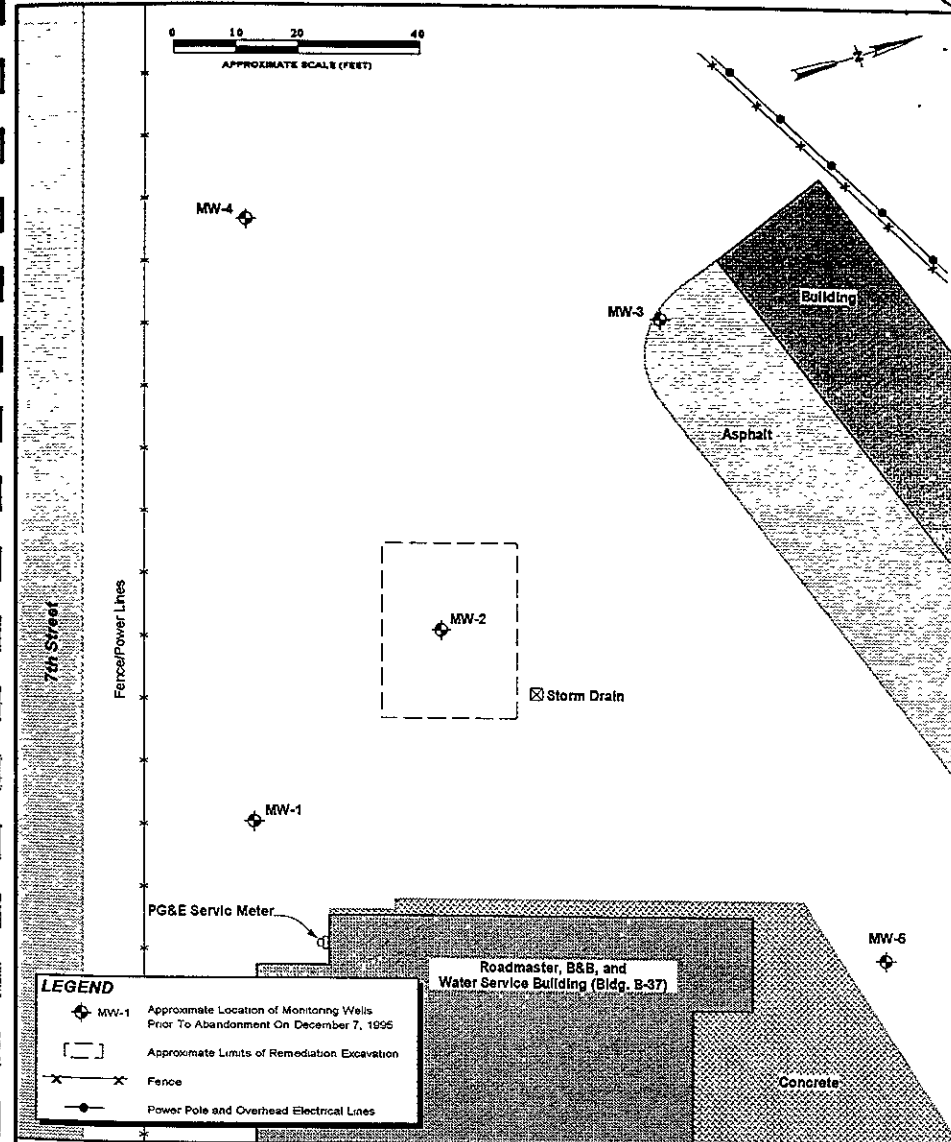 0 10 20 40
APPROXIMATE SCALE (FEET)
N
MW-4
MW-3
Building
Asphalt
7th Street
Fence/Power Lines
MW-2
Storm Drain
MW-1
PG&E Servic Meter
MW-5
Roadmaster, B&B, and
Water Service Building (Bldg. B-37)
Concrete
LEGEND
MW-1 Approximate Location of Monitoring Wells
Prior To Abandonment On December 7, 1995
Approximate Limits of Remediation Excavation
Fence
Power Pole and Overhead Electrical Lines